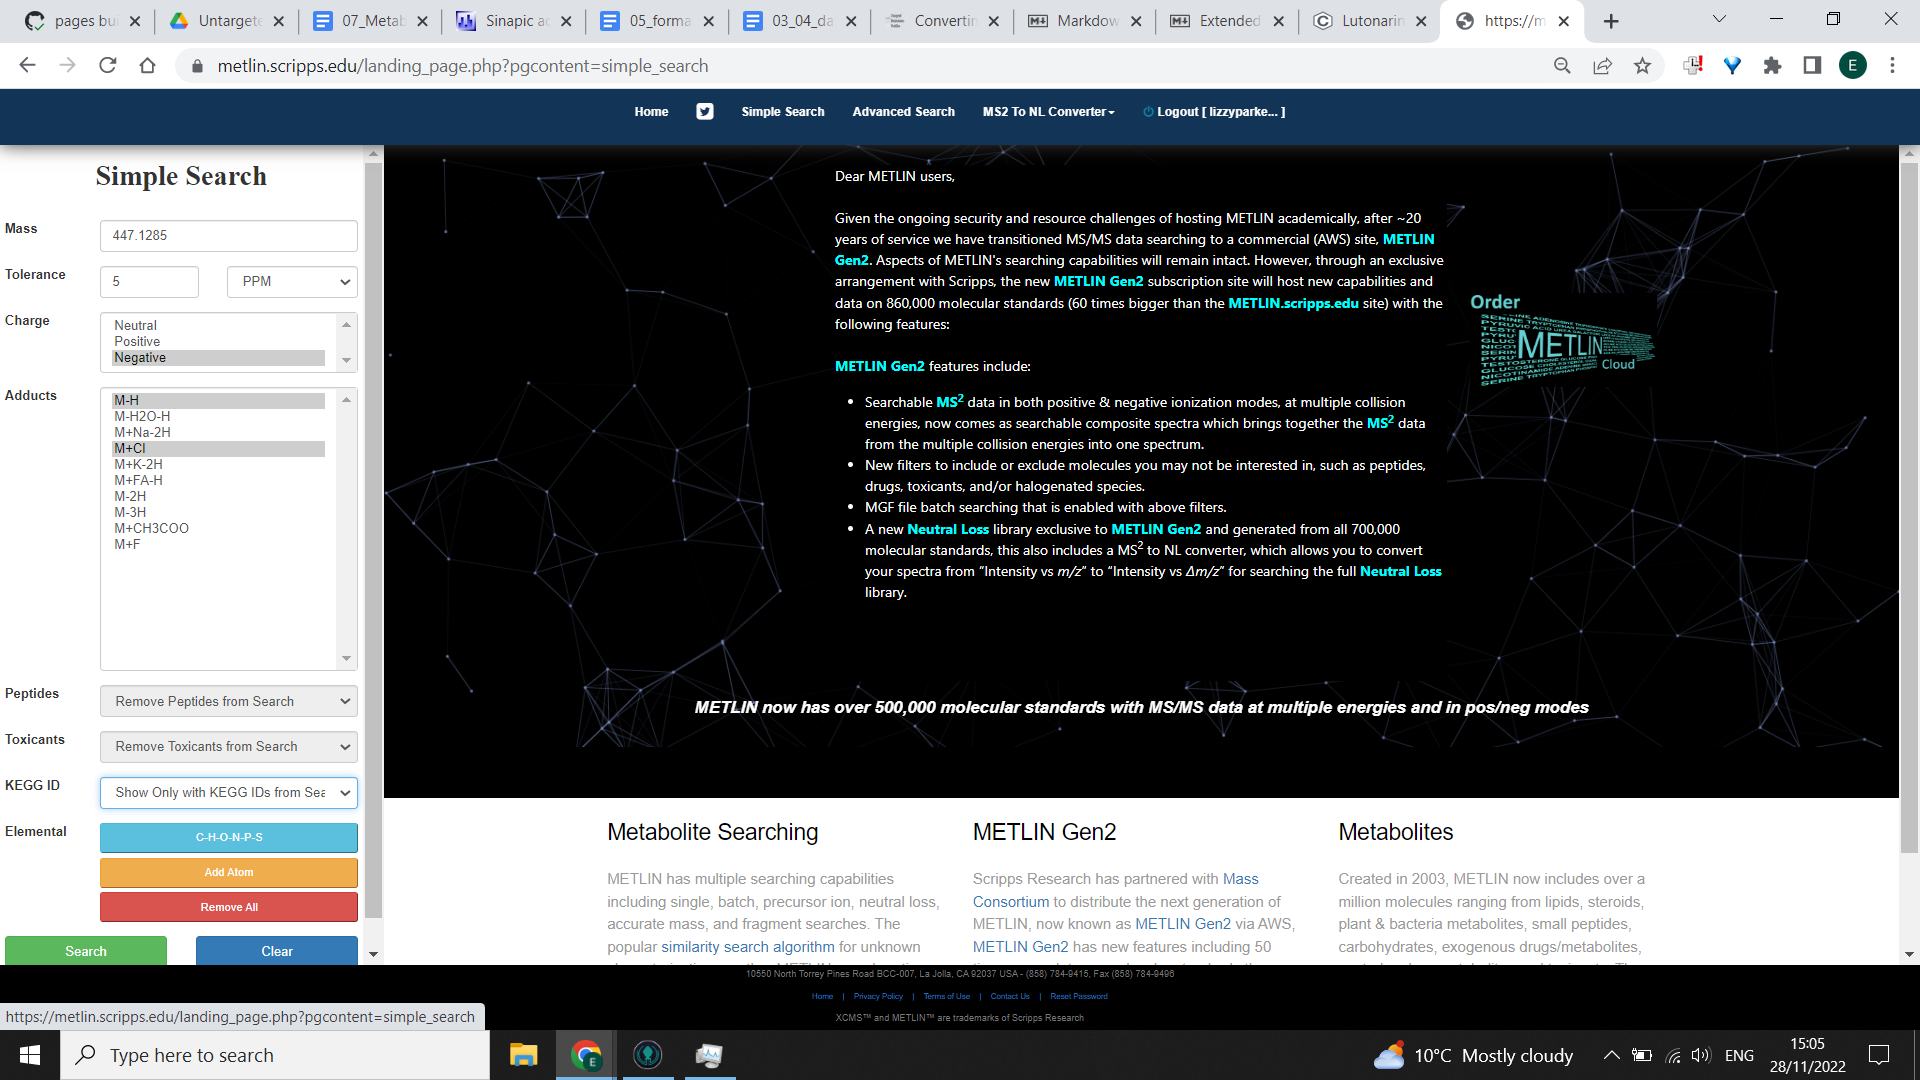 pages bu
Untargete
07_Metab
Sinapic ac
05_forma
03_04_da
Convertin
Markdow
Extended
Lutonarin
https://m
metlin.scripps.edu/landing_page.php?pgcontent=simple_search
E
Home
Simple Search
Advanced Search
MS2 To NL Converter
Logout [ lizzyparke... ]
Simple Search
Mass
447.1285
Tolerance
5
PPM
Charge
Neutral
Positive
Negative
Adducts
M-H
M-H2O-H
M+Na-2H
M+Cl
M+K-2H
M+FA-H
M-2H
M-3H
M+CH3COO
M+F
Peptides
Remove Peptides from Search
Toxicants
Remove Toxicants from Search
KEGG ID
Show Only with KEGG IDs from Sea
Elemental
C-H-O-N-P-S
Add Atom
Remove All
Search
Clear
Dear METLIN users,
Given the ongoing security and resource challenges of hosting METLIN academically, after ~20
years of service we have transitioned MS/MS data searching to a commercial (AWS) site, METLIN
Gen2. Aspects of METLIN's searching capabilities will remain intact. However, through an exclusive
arrangement with Scripps, the new METLIN Gen2 subscription site will host new capabilities and
data on 860,000 molecular standards (60 times bigger than the METLIN.scripps.edu site) with the
following features:
METLIN Gen2 features include:
• Searchable MS2 data in both positive & negative ionization modes, at multiple collision
energies, now comes as searchable composite spectra which brings together the MS2 data
from the multiple collision energies into one spectrum.
• New filters to include or exclude molecules you may not be interested in, such as peptides,
drugs, toxicants, and/or halogenated species.
• MGF file batch searching that is enabled with above filters.
• A new Neutral Loss library exclusive to METLIN Gen2 and generated from all 700,000
molecular standards, this also includes a MS2 to NL converter, which allows you to convert
your spectra from "Intensity vs m/z" to "Intensity vs Δm/z" for searching the full Neutral Loss
library.
Order
METLIN
Cloud
METLIN now has over 500,000 molecular standards with MS/MS data at multiple energies and in pos/neg modes
Metabolite Searching
METLIN has multiple searching capabilities
including single, batch, precursor ion, neutral loss,
accurate mass, and fragment searches. The
popular similarity search algorithm for unknown
METLIN Gen2
Scripps Research has partnered with Mass
Consortium to distribute the next generation of
METLIN, now known as METLIN Gen2 via AWS,
METLIN Gen2 has new features including 50
Metabolites
Created in 2003, METLIN now includes over a
million molecules ranging from lipids, steroids,
plant & bacteria metabolites, small peptides,
carbohydrates, exogenous drugs/metabolites,
10550 North Torrey Pines Road BCC-007, La Jolla, CA 92037 USA - (858) 784-9415, Fax (858) 784-9496
Home | Privacy Policy | Terms of Use | Contact Us | Reset Password
XCMS™ and METLIN™ are trademarks of Scripps Research
https://metlin.scripps.edu/landing_page.php?pgcontent=simple_search
Type here to search
E
10°C Mostly cloudy
ENG
15:05
28/11/2022